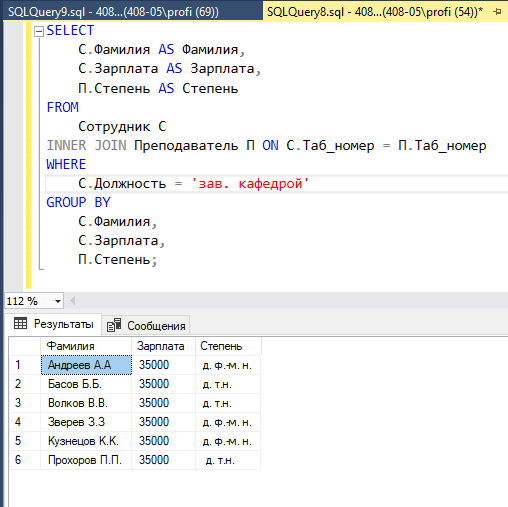 SQLQuery9.sql - 408...(408-05\profi (69))
SQLQuery8.sql - 408...(408-05\profi (54))*
SELECT
С.Фамилия AS Фамилия,
С.Зарплата AS Зарплата,
П.Степень AS Степень
FROM
Сотрудник С
INNER JOIN Преподаватель П ON С.Таб_номер = П.Таб_номер
WHERE
С.Должность = 'зав. кафедрой'
GROUP BY
С.Фамилия,
С.Зарплата,
П.Степень;
112 %
Результаты Сообщения
Фамилия Зарплата Степень
1 Андреев А.А 35000 д. ф.-м. н.
2 Басов Б.Б. 35000 д. т.н.
3 Волков В.В. 35000 д. т.н.
4 Зверев З.З 35000 д. ф.-м. н.
5 Кузнецов К.К. 35000 д. ф.-м. н.
6 Прохоров П.П. 35000 д. т.н.